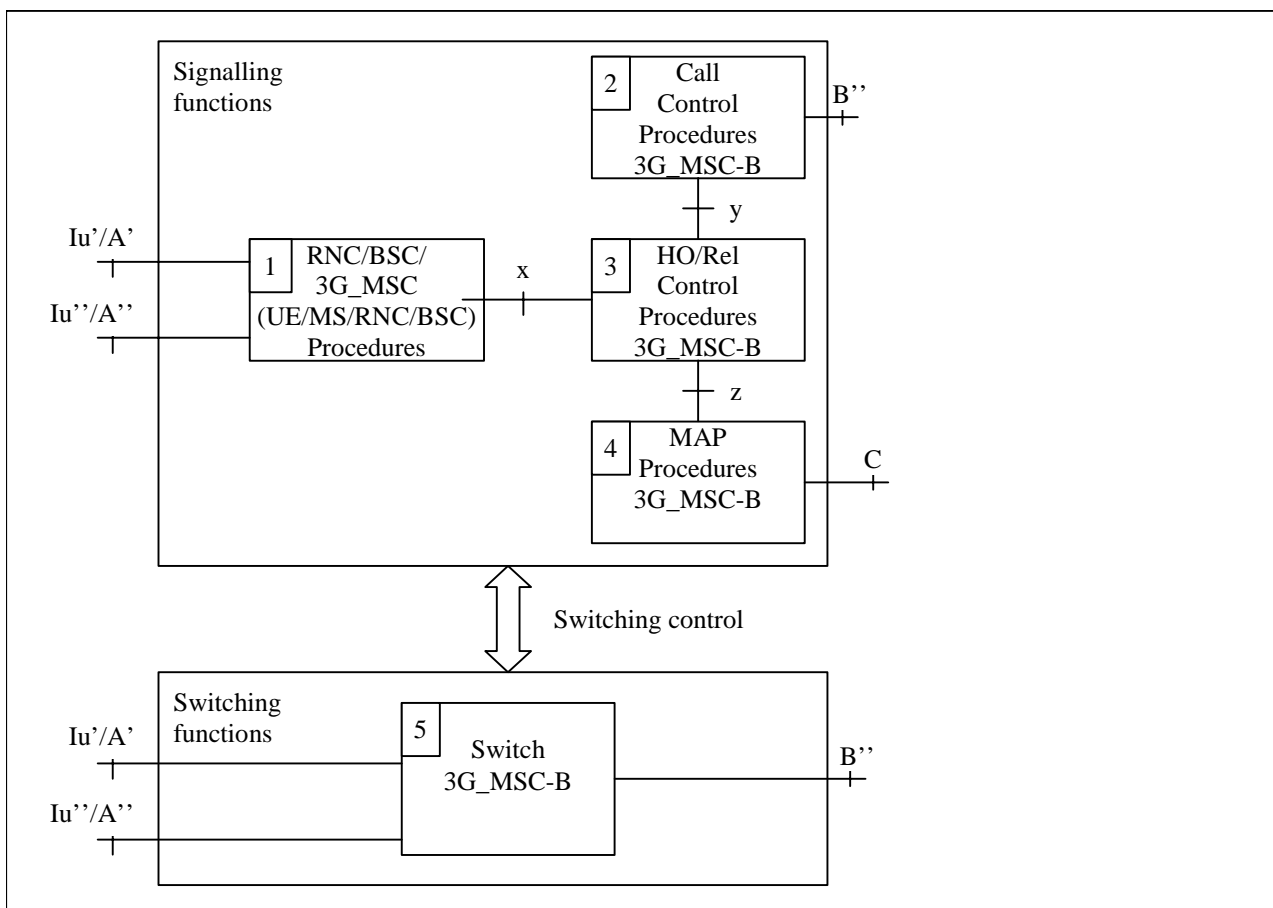 Signalling
functions
2
Call
Control
Procedures
3G_MSC-B
B’’
y
Iu’/A'
Iu’’/A’’
1
RNC/BSC/
3G_MSC
(UE/MS/RNC/BSC)
Procedures
x
3
HO/Rel
Control
Procedures
3G_MSC-B
z
4
MAP
Procedures
3G_MSC-B
C
Switching control
Switching
functions
Iu’/A’
Iu’’/A’’
5
Switch
3G_MSC-B
B’’